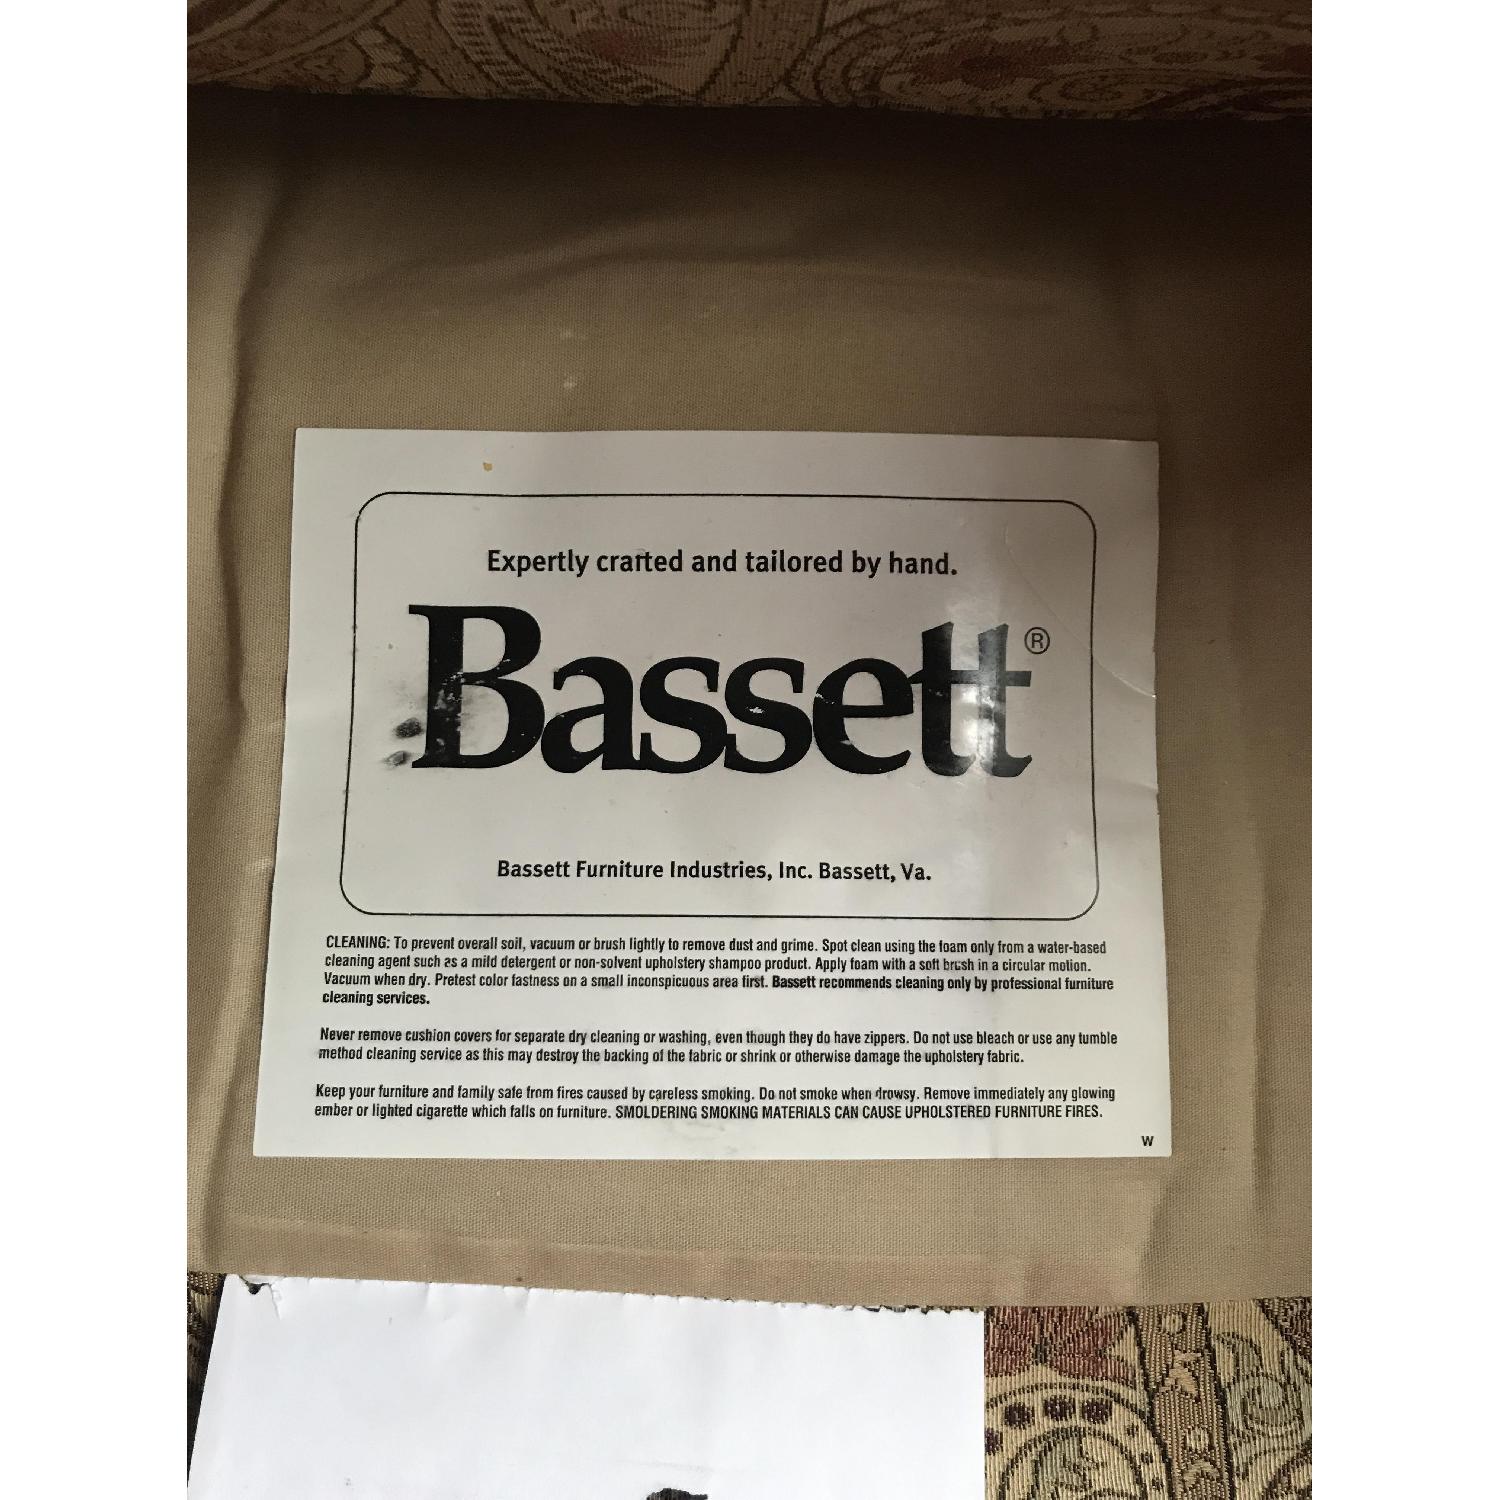 Expertly crafted and tailored by hand.
Bassett®
Bassett Furniture Industries, Inc. Bassett, Va.
CLEANING: To prevent overall soil, vacuum or brush lightly to remove dust and grime. Spot clean using the foam only from a water-based
cleaning agent such as a mild detergent or non-solvent upholstery shampoo product. Apply foam with a soft brush in a circular motion.
Vacuum when dry. Pretest color fastness on a small inconspicuous area first. Bassett recommends cleaning only by professional furniture
cleaning services.
Never remove cushion covers for separate dry cleaning or washing, even though they do have zippers. Do not use bleach or use any tumble
method cleaning service as this may destroy the backing of the fabric or shrink or otherwise damage the upholstery fabric.
Keep your furniture and family safe from fires caused by careless smoking. Do not smoke when drowsy. Remove immediately any glowing
ember or lighted cigarette which falls on furniture. SMOLDERING SMOKING MATERIALS CAN CAUSE UPHOLSTERED FURNITURE FIRES.
W